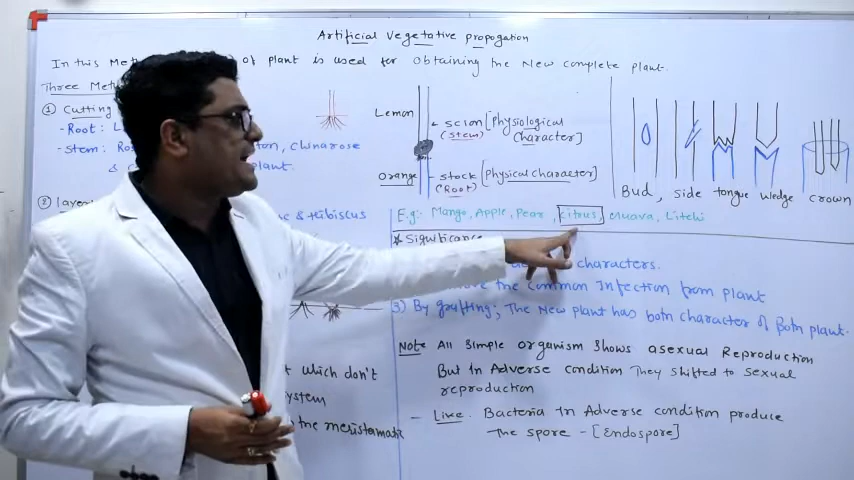 Artificial vegetative propogation
In this Me of plant is used for obtaining the New complete plant.
Three Met
① Cutting
- Root: L
- Stem: Ro ton, chinarose
& plant.
② layer e & Hibiscus
Lemon
scion [Physiological character]
(stem)
orange
stock [Physical character]
(Root)
Bud, side tongue wedge crown
E.g:- Mango, Apple, Pear, citrus, Litchi
* Significance
characters.
ove the common Infection from plant
3) By grafting; The New plant has both character of Both plant.
Note All simple organism shows asexual Reproduction
But In Adverse condition They shifted to sexual
reproduction
- Like. Bacteria In Adverse condition produce
The spore - [Endospore]
t which don't
ystem
the meristamatic